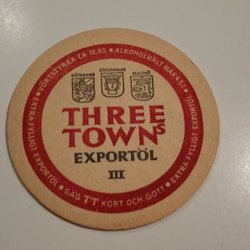 VÖRTSTYRKA CA 12.5% • ALKOHOLHALT MAX 4.5% •
EXTRA FYLLIGT EXPORTÖL
EXTRA FYLLIGT EXPORTÖL
GÖTEBORG STOCKHOLM MALMÖ
THREE
TOWNS
EXPORTÖL
III
SÄG TT KORT OCH GOTT